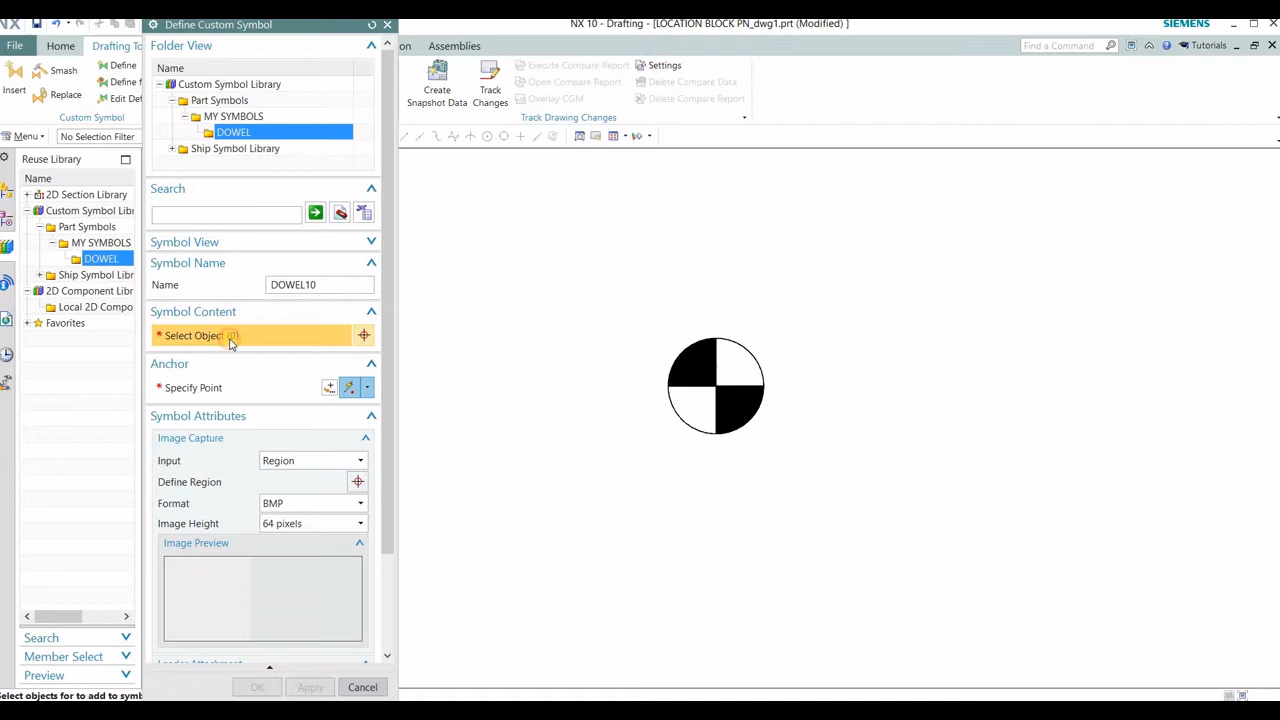 NX
Define Custom Symbol
NX 10 - Drafting - [LOCATION BLOCK PN_dwg1.prt (Modified) ]
SIEMENS
File
Home
Drafting To
on
Assemblies
Find a Command
Tutorials
Insert
Smash
Replace
Define
Define f
Edit Def
Custom Symbol
Create
Snapshot Data
Track
Changes
Execute Compare Report
Open Compare Report
Overlay CGM
Settings
Delete Compare Data
Delete Compare Report
Track Drawing Changes
Menu
No Selection Filter
Reuse Library
Name
2D Section Library
Custom Symbol Libr
Part Symbols
MY SYMBOLS
DOWEL
Ship Symbol Libr
2D Component Libr
Local 2D Compo
Favorites
Search
Member Select
Preview
Select objects for to add to symb
Folder View
Name
Custom Symbol Library
Part Symbols
MY SYMBOLS
DOWEL
Ship Symbol Library
Search
Symbol View
Symbol Name
Name DOWEL10
Symbol Content
* Select Object (0)
Anchor
* Specify Point
Symbol Attributes
Image Capture
Input Region
Define Region
Format BMP
Image Height 64 pixels
Image Preview
OK Apply Cancel